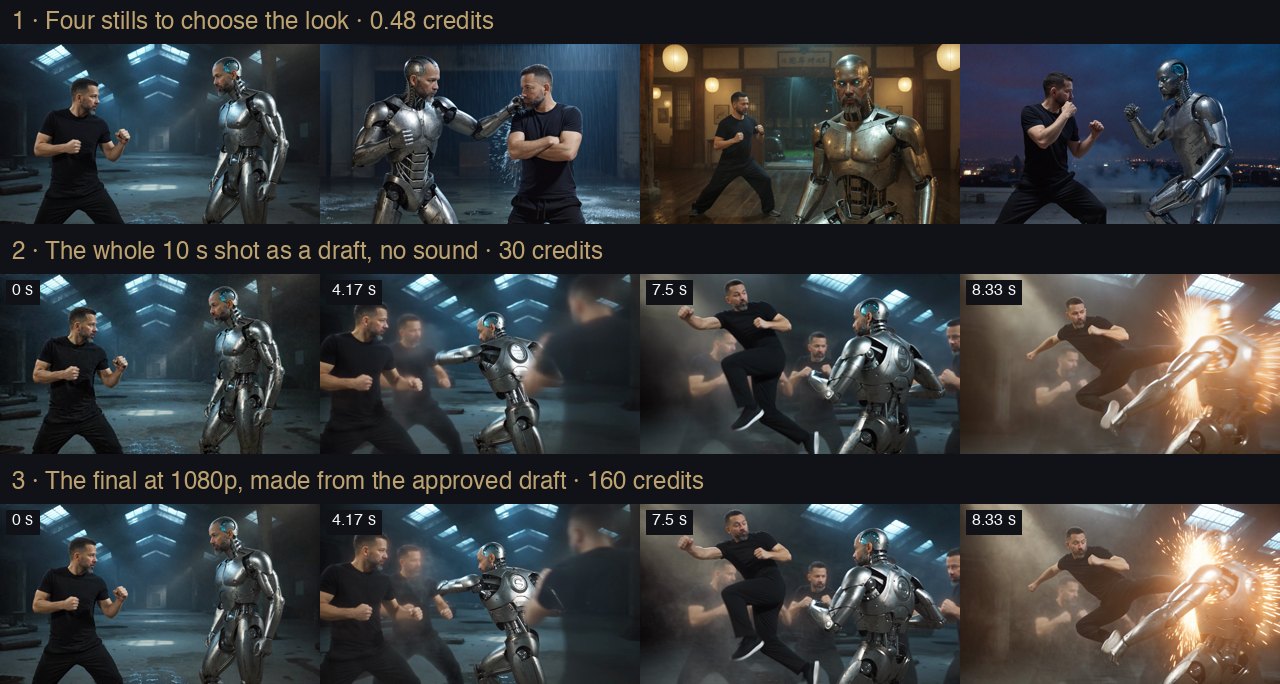 1 · Four stills to choose the look · 0.48 credits
2 · The whole 10 s shot as a draft, no sound · 30 credits
0 s
4.17 s
7.5 s
8.33 s
3 · The final at 1080p, made from the approved draft · 160 credits
0 s
4.17 s
7.5 s
8.33 s